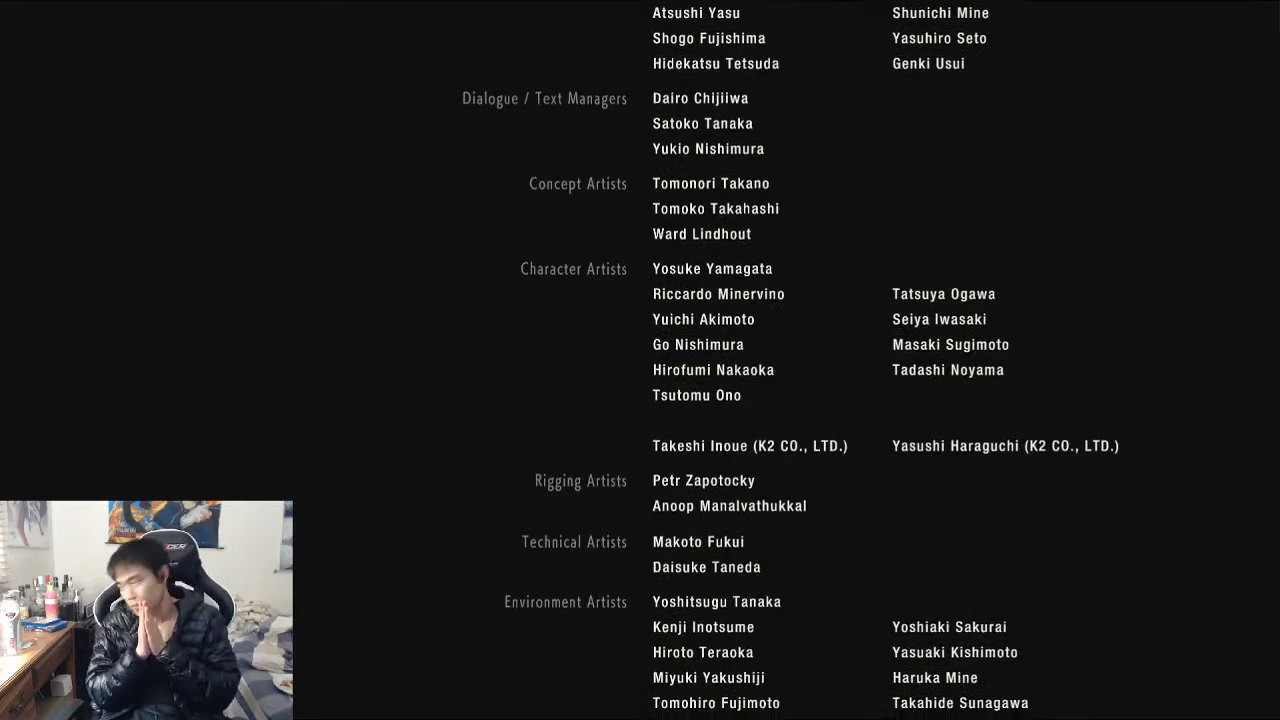 Atsushi Yasu Shunichi Mine
Shogo Fujishima Yasuhiro Seto
Hidekatsu Tetsuda Genki Usui
Dialogue / Text Managers Dairo Chijiiwa
Satoko Tanaka
Yukio Nishimura
Concept Artists Tomonori Takano
Tomoko Takahashi
Ward Lindhout
Character Artists Yosuke Yamagata
Riccardo Minervino Tatsuya Ogawa
Yuichi Akimoto Seiya Iwasaki
Go Nishimura Masaki Sugimoto
Hirofumi Nakaoka Tadashi Noyama
Tsutomu Ono
Takeshi Inoue (K2 CO., LTD.) Yasushi Haraguchi (K2 CO., LTD.)
Rigging Artists Petr Zapotocky
Anoop Manalvathukkal
Technical Artists Makoto Fukui
Daisuke Taneda
Environment Artists Yoshitsugu Tanaka
Kenji Inotsume Yoshiaki Sakurai
Hiroto Teraoka Yasuaki Kishimoto
Miyuki Yakushiji Haruka Mine
Tomohiro Fujimoto Takahide Sunagawa